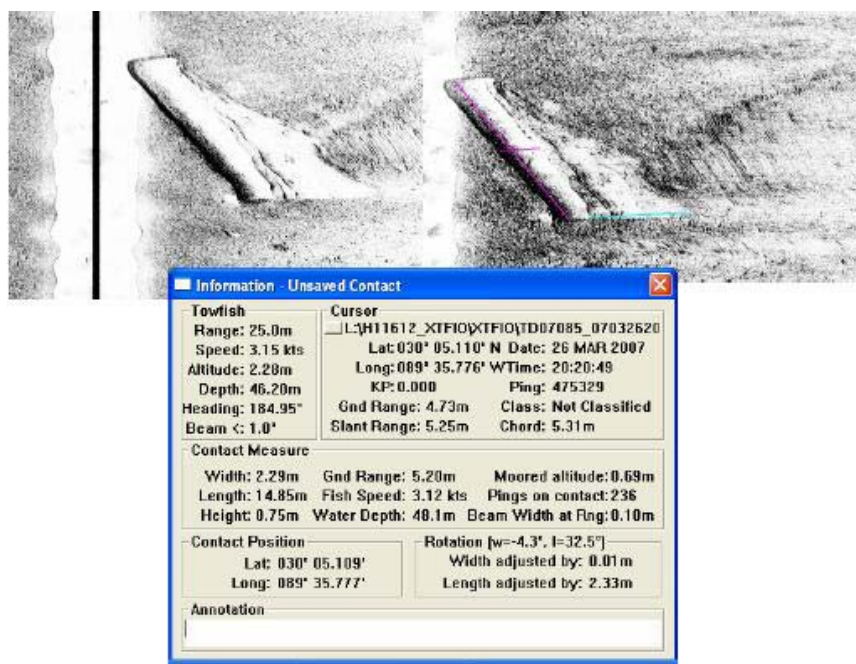 Information - Unsaved Contact
Towfish
Range: 25.0m
Speed: 3.15 kts
Altitude: 2.28m
Depth: 46.20m
Heading: 184.95°
Beam <: 1.0°
Cursor
L:\H11612_XTFIO\XTFIO\TD07085_07032620
Lat: 030° 05.110' N Date: 26 MAR 2007
Long: 089° 35.776' W Time: 20:20:49
KP: 0.000 Ping: 475329
Gnd Range: 4.73m Class: Not Classified
Slant Range: 5.25m Chord: 5.31m
Contact Measure
Width: 2.29m Gnd Range: 5.20m Moored altitude: 0.69m
Length: 14.85m Fish Speed: 3.12 kts Pings on contact: 236
Height: 0.75m Water Depth: 48.1m Beam Width at Rng: 0.10m
Contact Position
Lat: 030° 05.109'
Long: 089° 35.777'
Rotation [w=-4.3°, l=32.5°]
Width adjusted by: 0.01m
Length adjusted by: 2.33m
Annotation